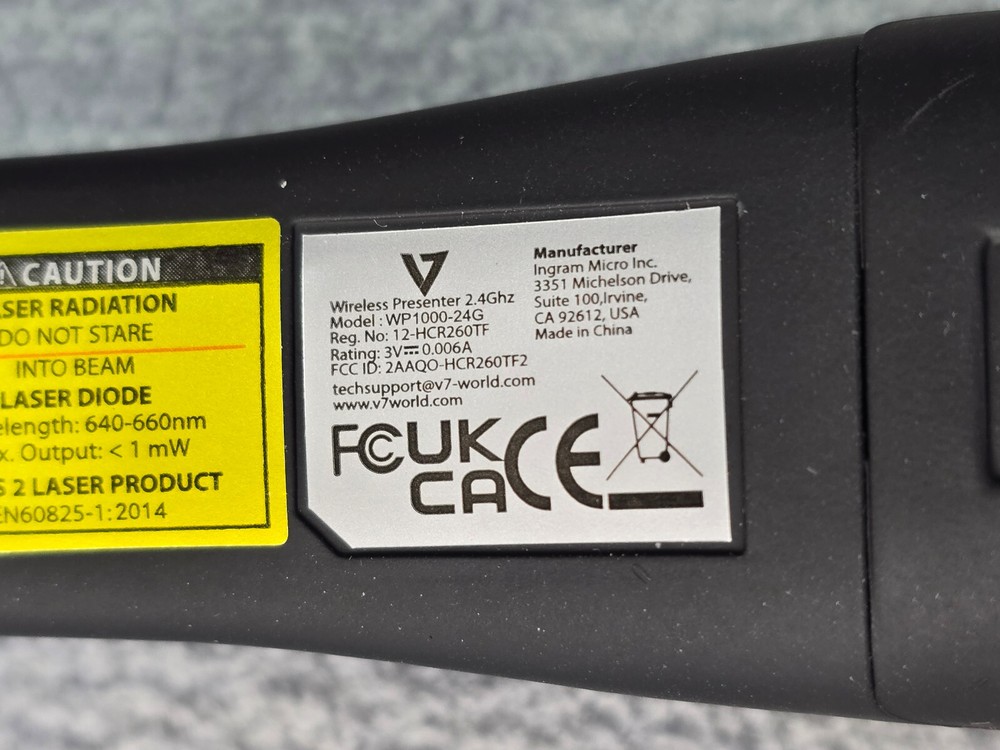 CAUTION
ASER RADIATION
DO NOT STARE
INTO BEAM
LASER DIODE
elength: 640-660nm
x. Output: < 1 mW
S 2 LASER PRODUCT
EN60825-1:2014
V7
Wireless Presenter 2.4Ghz
Model : WP1000-24G
Reg. No: 12-HCR260TF
Rating: 3V⎓0.006A
FCC ID: 2AAQO-HCR260TF2
techsupport@v7-world.com
www.v7world.com
Manufacturer
Ingram Micro Inc.
3351 Michelson Drive,
Suite 100,Irvine,
CA 92612, USA
Made in China
FC UK CE
CA